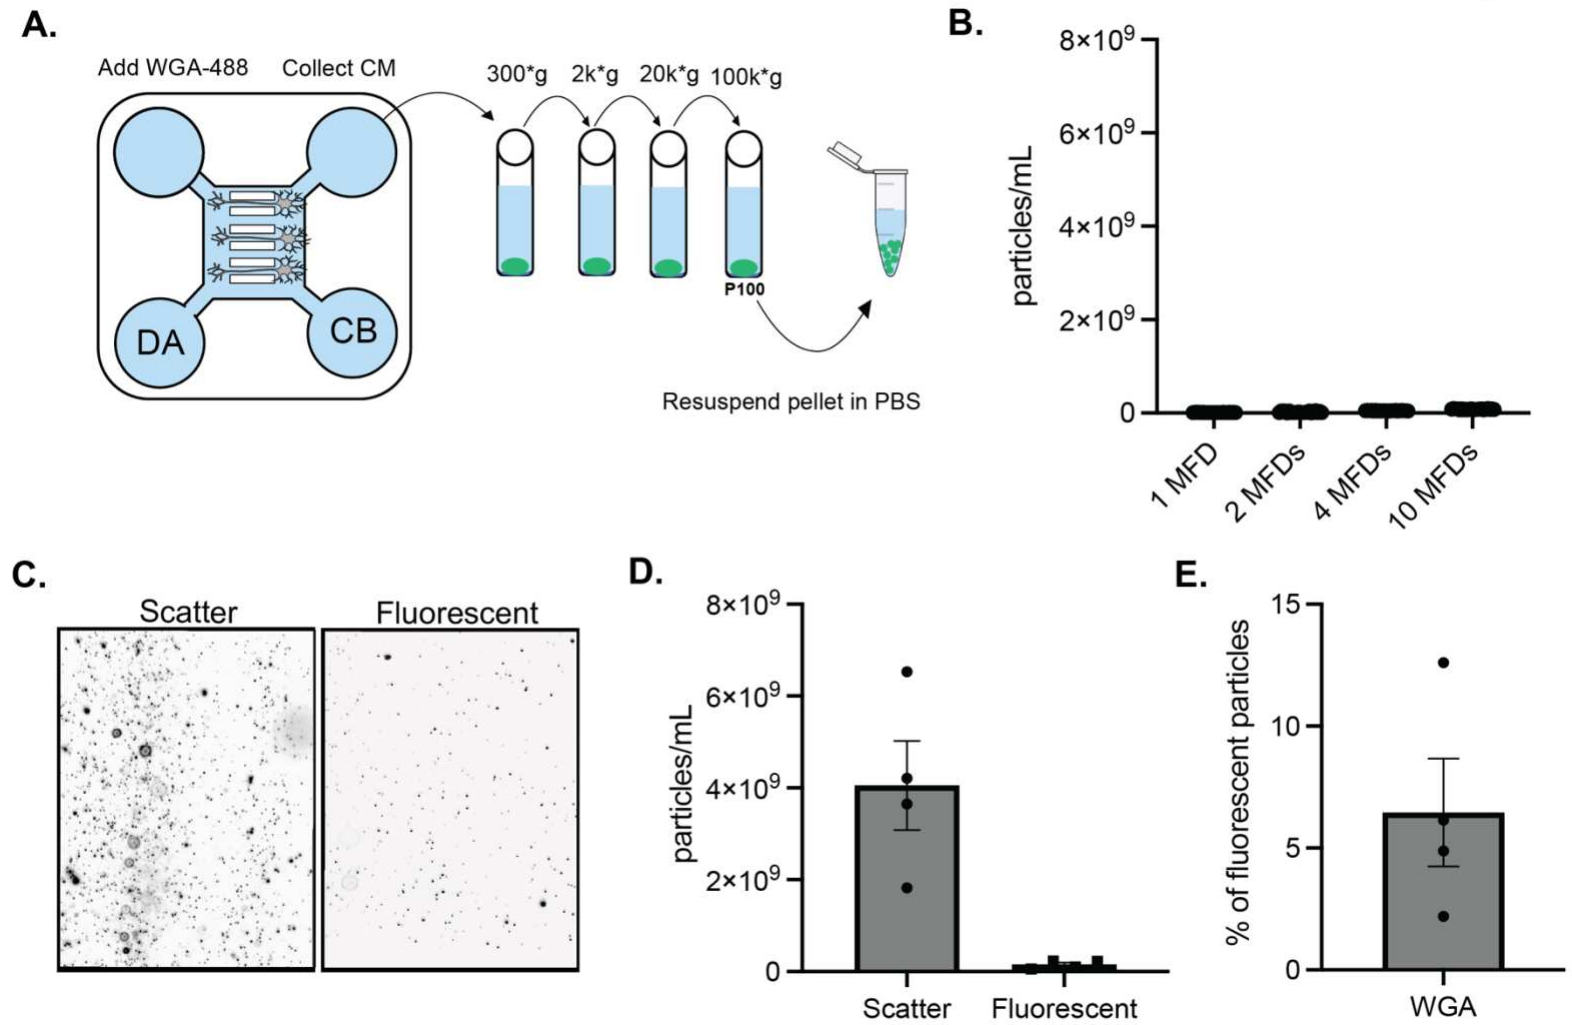 A.
Add WGA-488
Collect CM
300*g
2k*g
20k*g
100k*g
DA
CB
P100
Resuspend pellet in PBS
B.
particles/mL
8×10⁹
6×10⁹
4×10⁹
2×10⁹
0
1 MFD
2 MFDs
4 MFDs
10 MFDs
C.
Scatter
Fluorescent
D.
particles/mL
8×10⁹
6×10⁹
4×10⁹
2×10⁹
0
Scatter
Fluorescent
E.
% of fluorescent particles
15
10
5
0
WGA